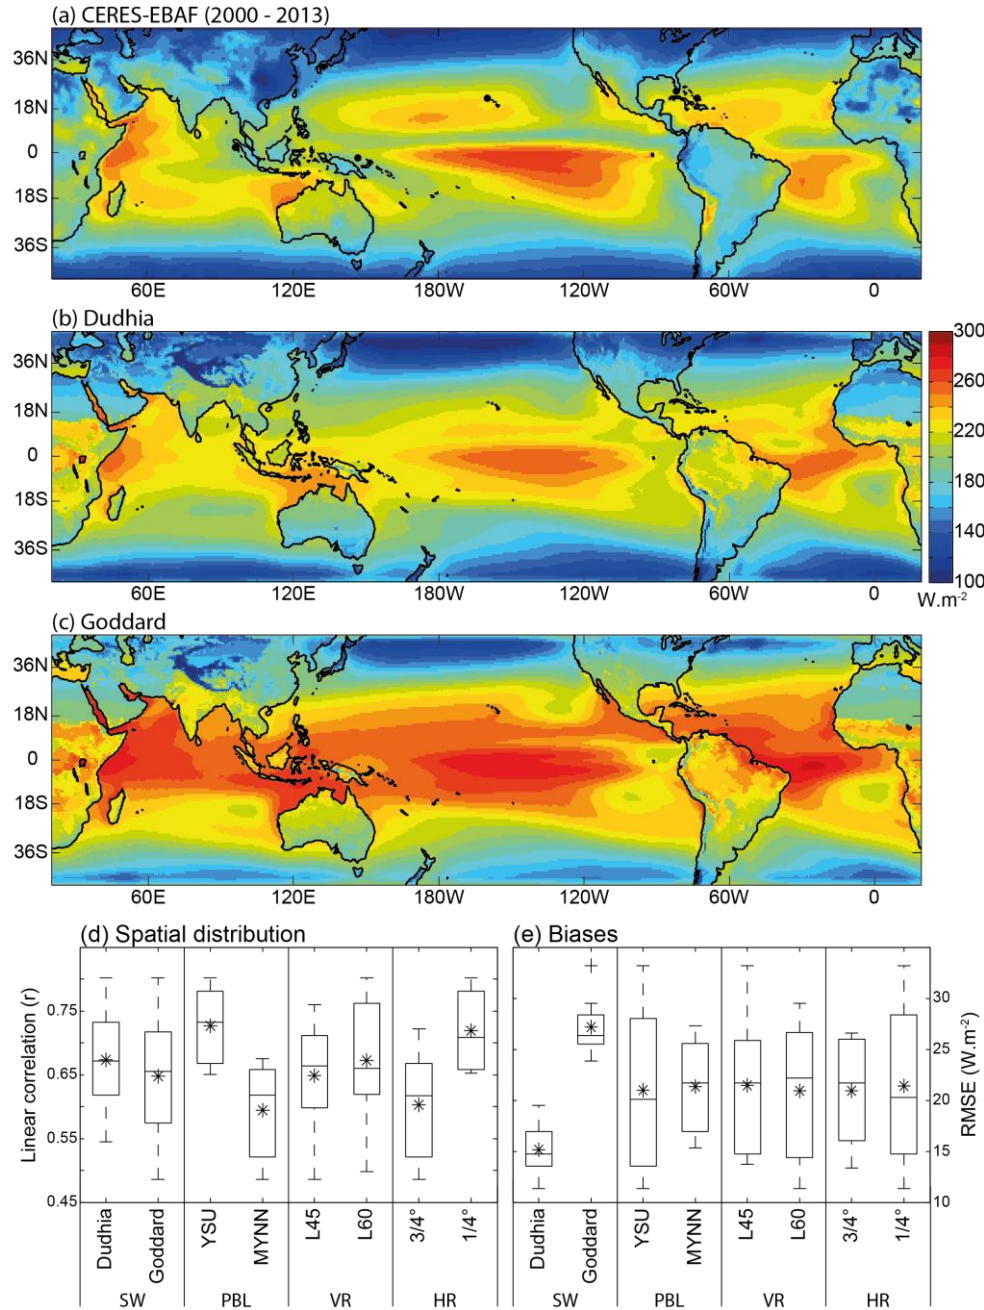 (a) CERES-EBAF (2000 - 2013)
36N
18N
0
18S
36S
60E 120E 180W 120W 60W 0
(b) Dudhia
36N
18N
0
18S
36S
60E 120E 180W 120W 60W 0
300
260
220
180
140
100
W.m-2
(c) Goddard
36N
18N
0
18S
36S
60E 120E 180W 120W 60W 0
(d) Spatial distribution
Linear correlation (r)
0.75
0.65
0.55
0.45
Dudhia Goddard YSU MYNN L45 L60 3/4° 1/4°
SW PBL VR HR
(e) Biases
RMSE (W.m-2)
30
25
20
15
10
Dudhia Goddard YSU MYNN L45 L60 3/4° 1/4°
SW PBL VR HR